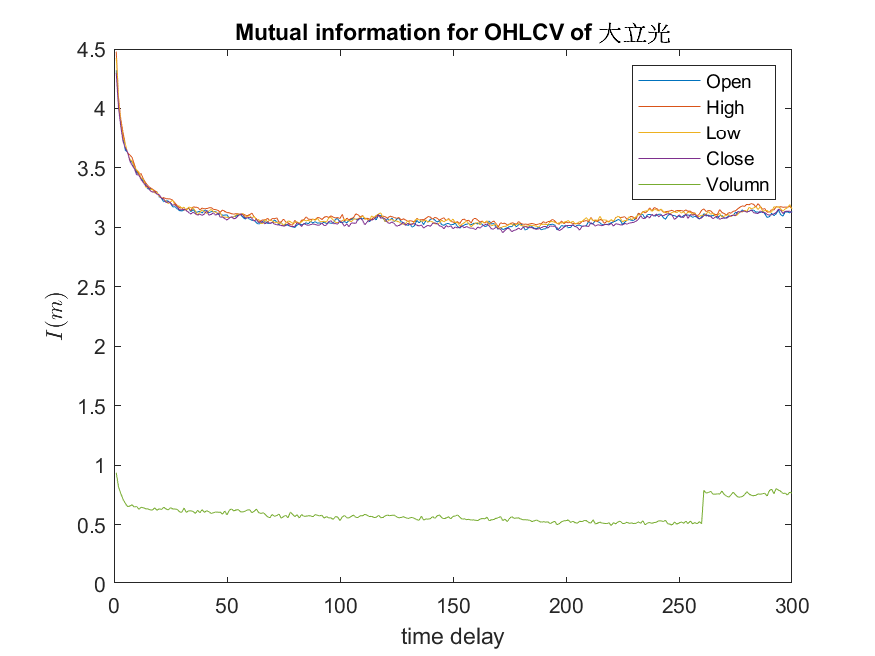 Mutual information for OHLCV of 大立光
4.5
4
3.5
3
2.5
2
1.5
1
0.5
0
I(m)
Open
High
Low
Close
Volumn
0 50 100 150 200 250 300
time delay